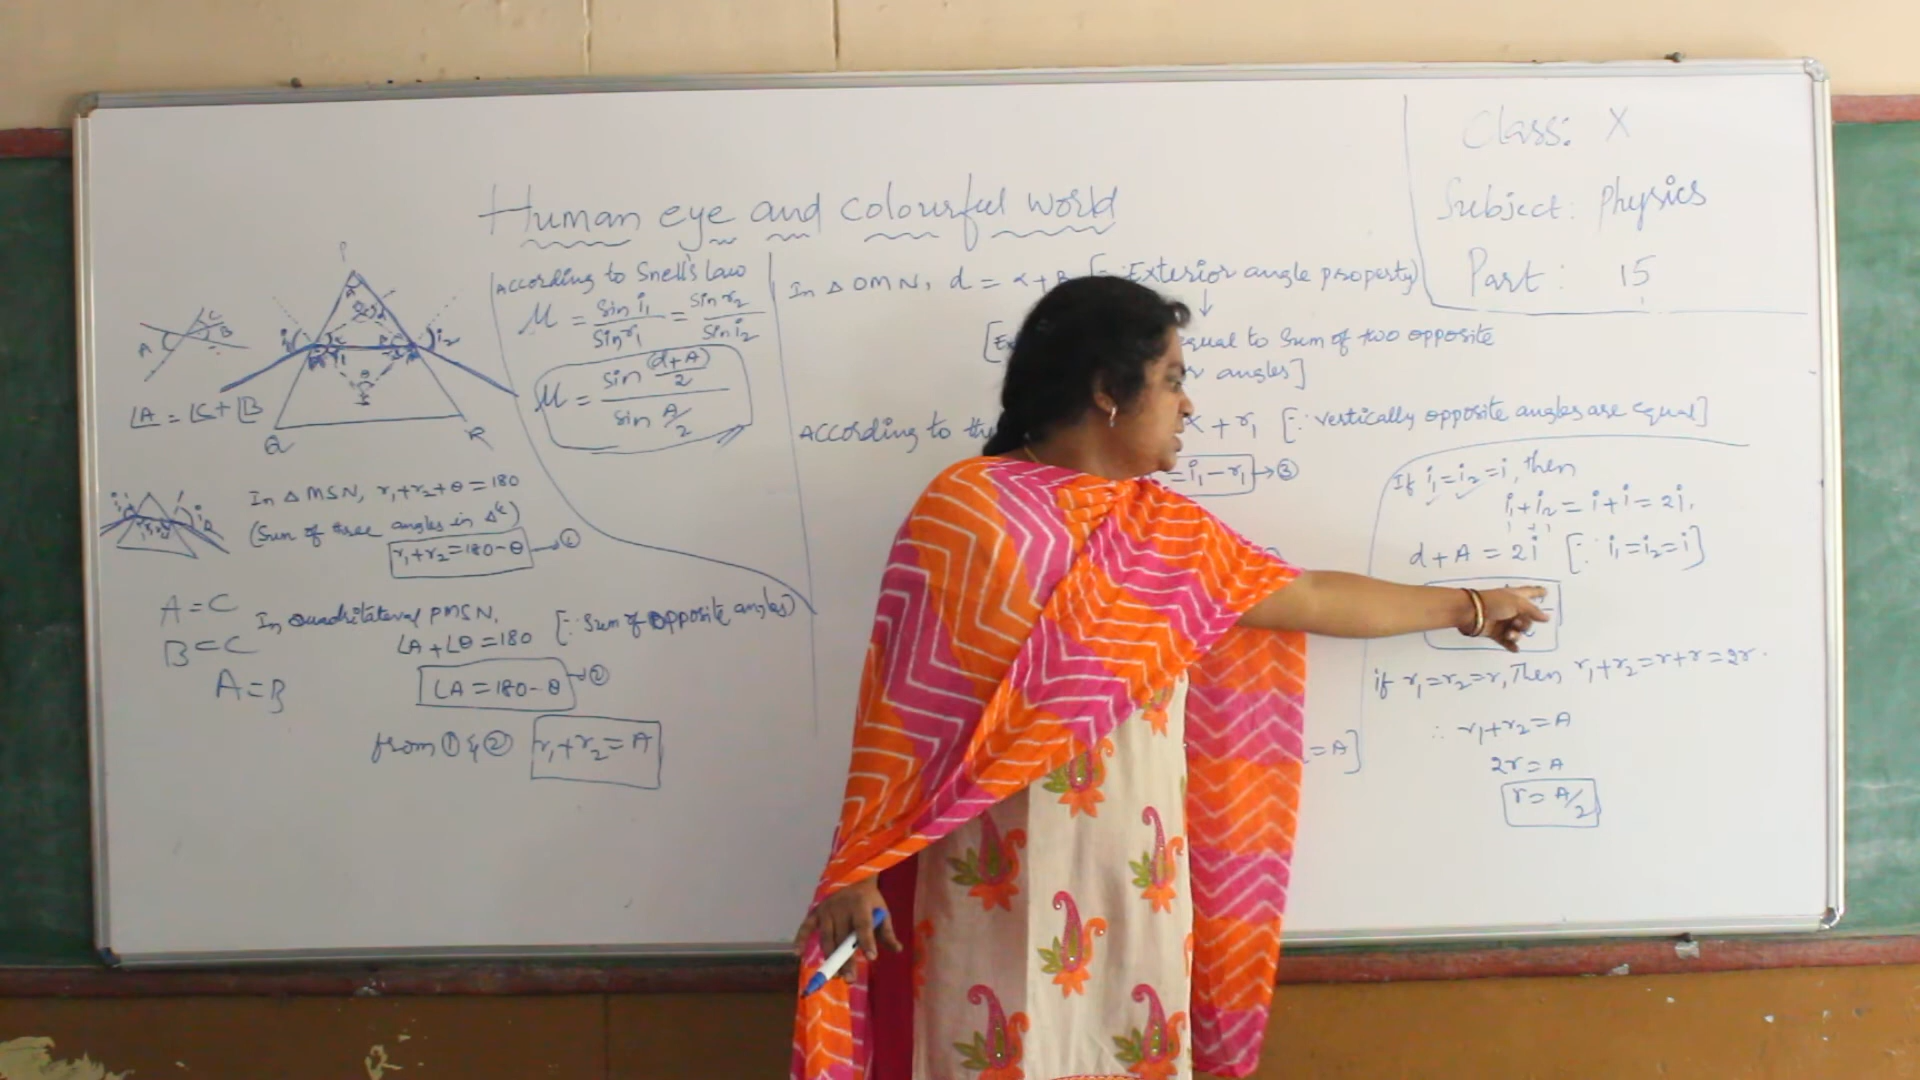 Class: X
Subject: Physics
Part: 15
Human eye and colourful world
P
Q
R
i2
A
C
B
∠A = ∠C + ∠B
According to Snell's law
μ = sin i1 / sin r1 = sin r2 / sin i2
μ = sin (d+A)/2 / sin A/2
In △MSN, r1+r2+θ=180
(Sum of three angles in △le)
r1+r2=180-θ → ①
A=C
B=C
A=B
In Quadrilateral PMSN,
∠A+∠θ=180 [∵ Sum of opposite angles)
∠A=180-θ → ②
from ① & ② r1+r2=A
In △OMN, d = α+β [∵ Exterior angle property)
equal to Sum of two opposite
angles]
According to the
α + r1 [∵ vertically opposite angles are equal]
=i1-r1 → ③
=A]
If i1=i2=i, then
i1+i2=i+i=2i.
d+A=2i [∵ i1=i2=i]
if r1=r2=r, Then r1+r2=r+r=2r.
∴ r1+r2=A
2r=A
r=A/2